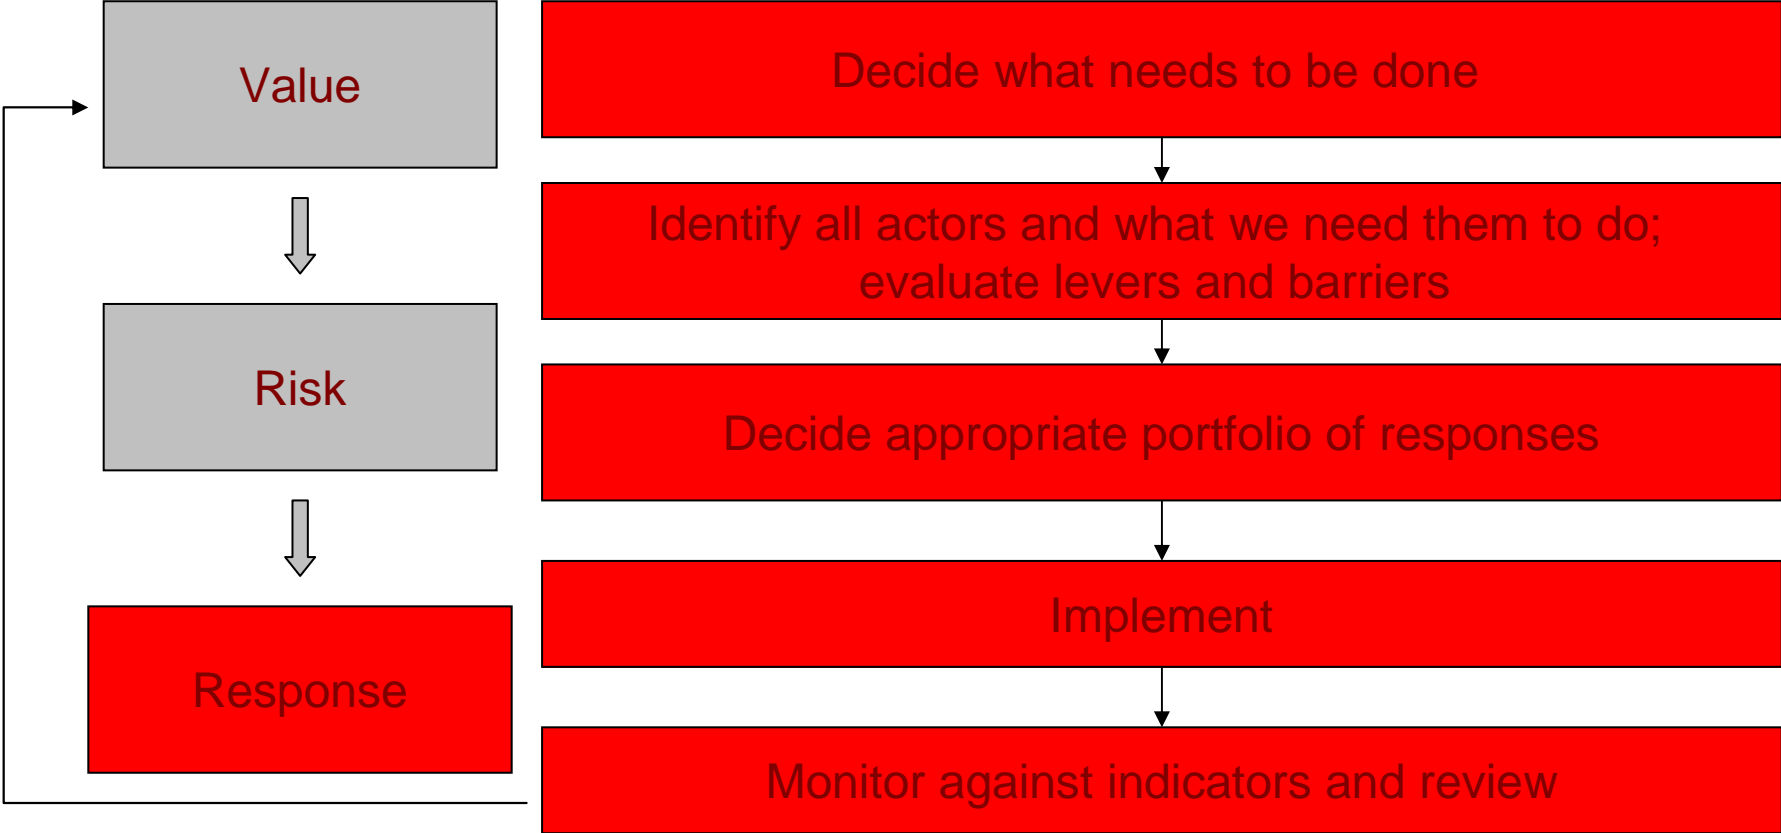 Value
Risk
Response
Decide what needs to be done
Identify all actors and what we need them to do;
evaluate levers and barriers
Decide appropriate portfolio of responses
Implement
Monitor against indicators and review